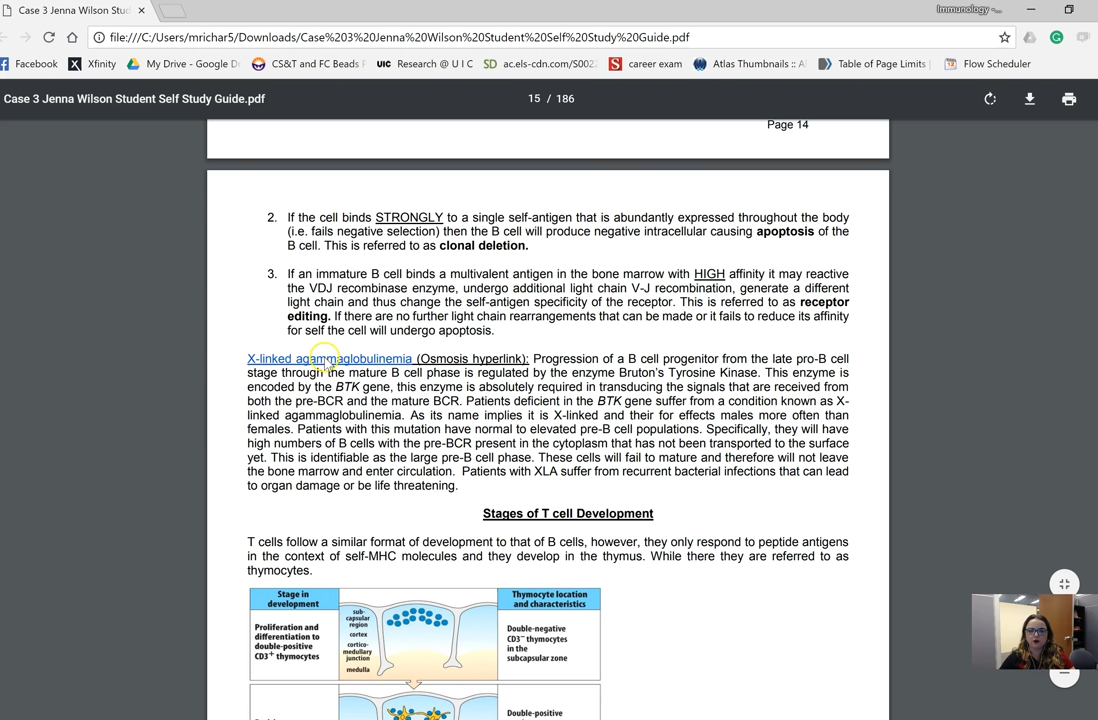 Case 3 Jenna Wilson Stud
Immunology -...
file:///C:/Users/mrichar5/Downloads/Case%203%20Jenna%20Wilson%20Student%20Self%20Study%20Guide.pdf
Facebook Xfinity My Drive - Google D CS&T and FC Beads UIC Research @ U I C SD ac.els-cdn.com/S002 S career exam Atlas Thumbnails :: A Table of Page Limits Flow Scheduler
Case 3 Jenna Wilson Student Self Study Guide.pdf 15 / 186
Page 14
2. If the cell binds STRONGLY to a single self-antigen that is abundantly expressed throughout the body
(i.e. fails negative selection) then the B cell will produce negative intracellular causing apoptosis of the
B cell. This is referred to as clonal deletion.
3. If an immature B cell binds a multivalent antigen in the bone marrow with HIGH affinity it may reactive
the VDJ recombinase enzyme, undergo additional light chain V-J recombination, generate a different
light chain and thus change the self-antigen specificity of the receptor. This is referred to as receptor
editing. If there are no further light chain rearrangements that can be made or it fails to reduce its affinity
for self the cell will undergo apoptosis.
X-linked agammaglobulinemia (Osmosis hyperlink): Progression of a B cell progenitor from the late pro-B cell
stage through the mature B cell phase is regulated by the enzyme Bruton's Tyrosine Kinase. This enzyme is
encoded by the BTK gene, this enzyme is absolutely required in transducing the signals that are received from
both the pre-BCR and the mature BCR. Patients deficient in the BTK gene suffer from a condition known as X-
linked agammaglobulinemia. As its name implies it is X-linked and their for effects males more often than
females. Patients with this mutation have normal to elevated pre-B cell populations. Specifically, they will have
high numbers of B cells with the pre-BCR present in the cytoplasm that has not been transported to the surface
yet. This is identifiable as the large pre-B cell phase. These cells will fail to mature and therefore will not leave
the bone marrow and enter circulation. Patients with XLA suffer from recurrent bacterial infections that can lead
to organ damage or be life threatening.
Stages of T cell Development
T cells follow a similar format of development to that of B cells, however, they only respond to peptide antigens
in the context of self-MHC molecules and they develop in the thymus. While there they are referred to as
thymocytes.
Stage in
development
Thymocyte location
and characteristics
Proliferation and
differentiation to
double-positive
CD3+ thymocytes
sub-
capsular
region
cortex
cortico-
medullary
junction
medulla
Double-negative
CD3− thymocytes
in the
subcapsular zone
Double-positive